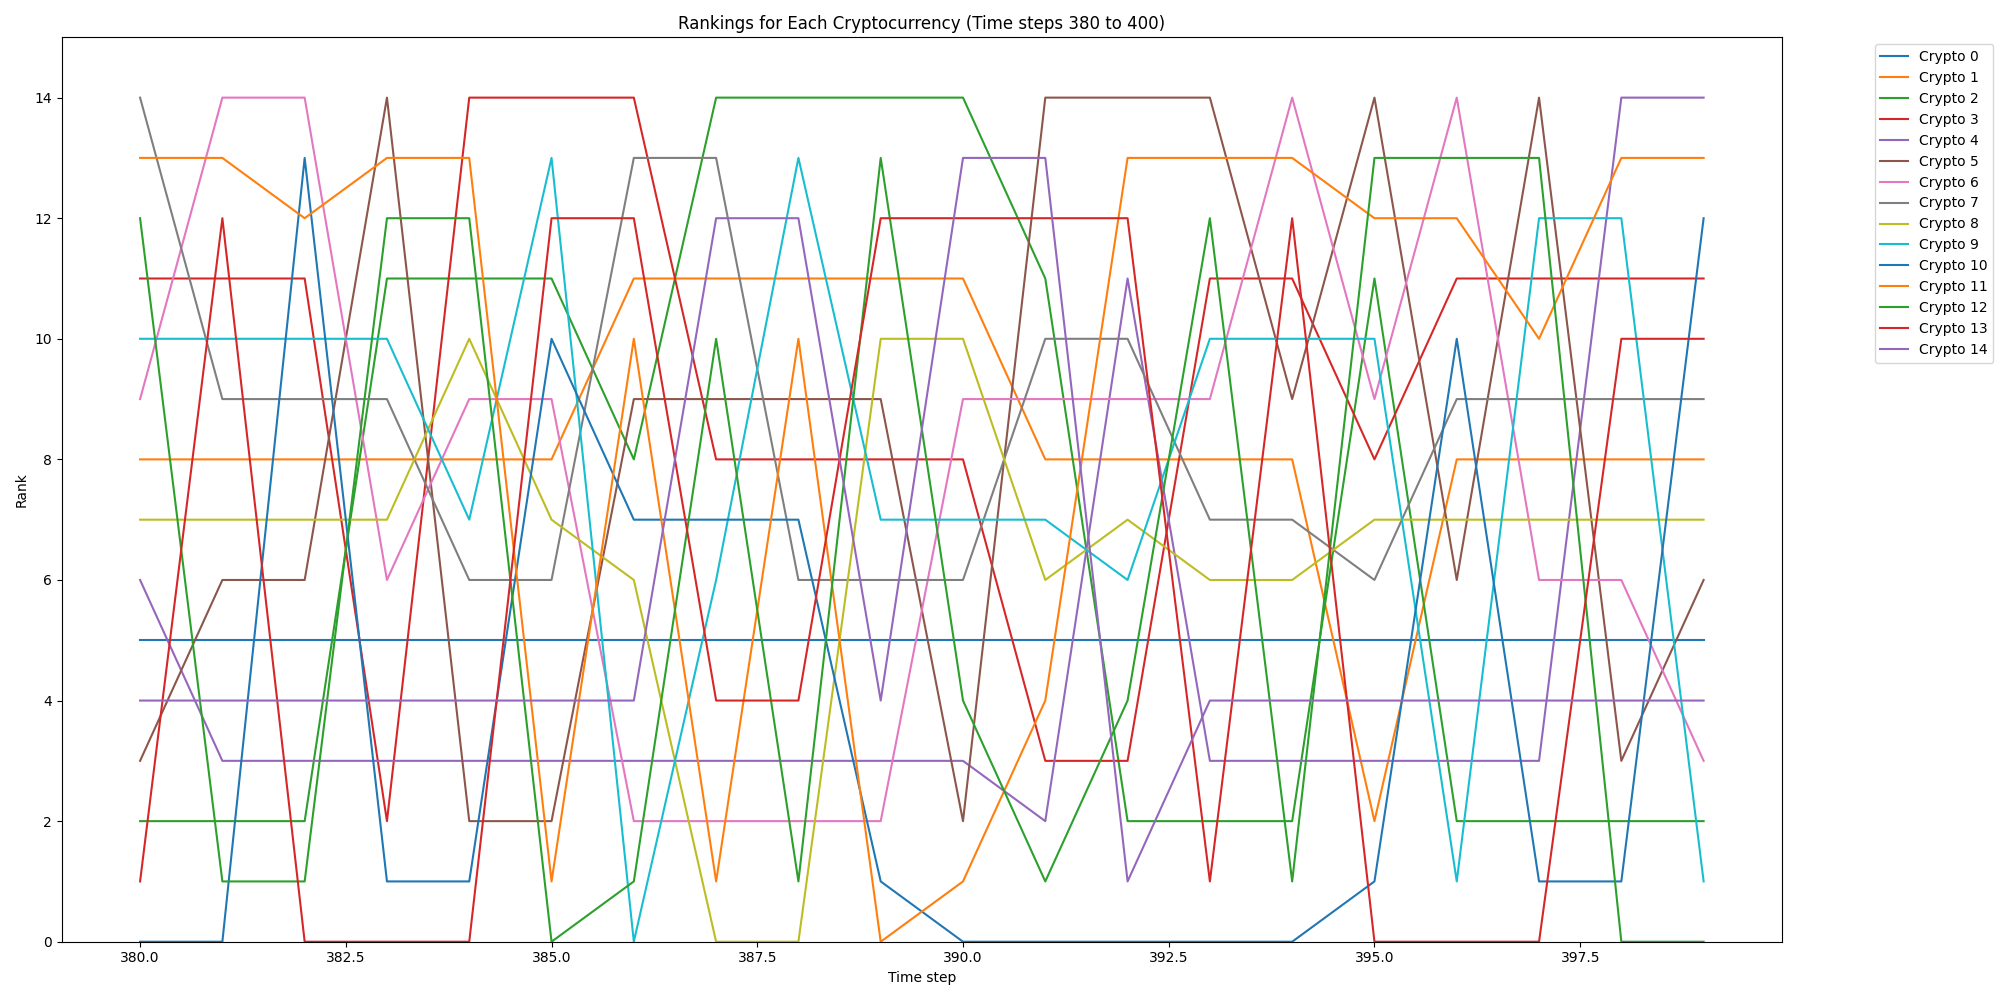 Rankings for Each Cryptocurrency (Time steps 380 to 400)
Rank
14
12
10
8
6
4
2
0
380.0
382.5
385.0
387.5
390.0
392.5
395.0
397.5
Time step
Crypto 0
Crypto 1
Crypto 2
Crypto 3
Crypto 4
Crypto 5
Crypto 6
Crypto 7
Crypto 8
Crypto 9
Crypto 10
Crypto 11
Crypto 12
Crypto 13
Crypto 14